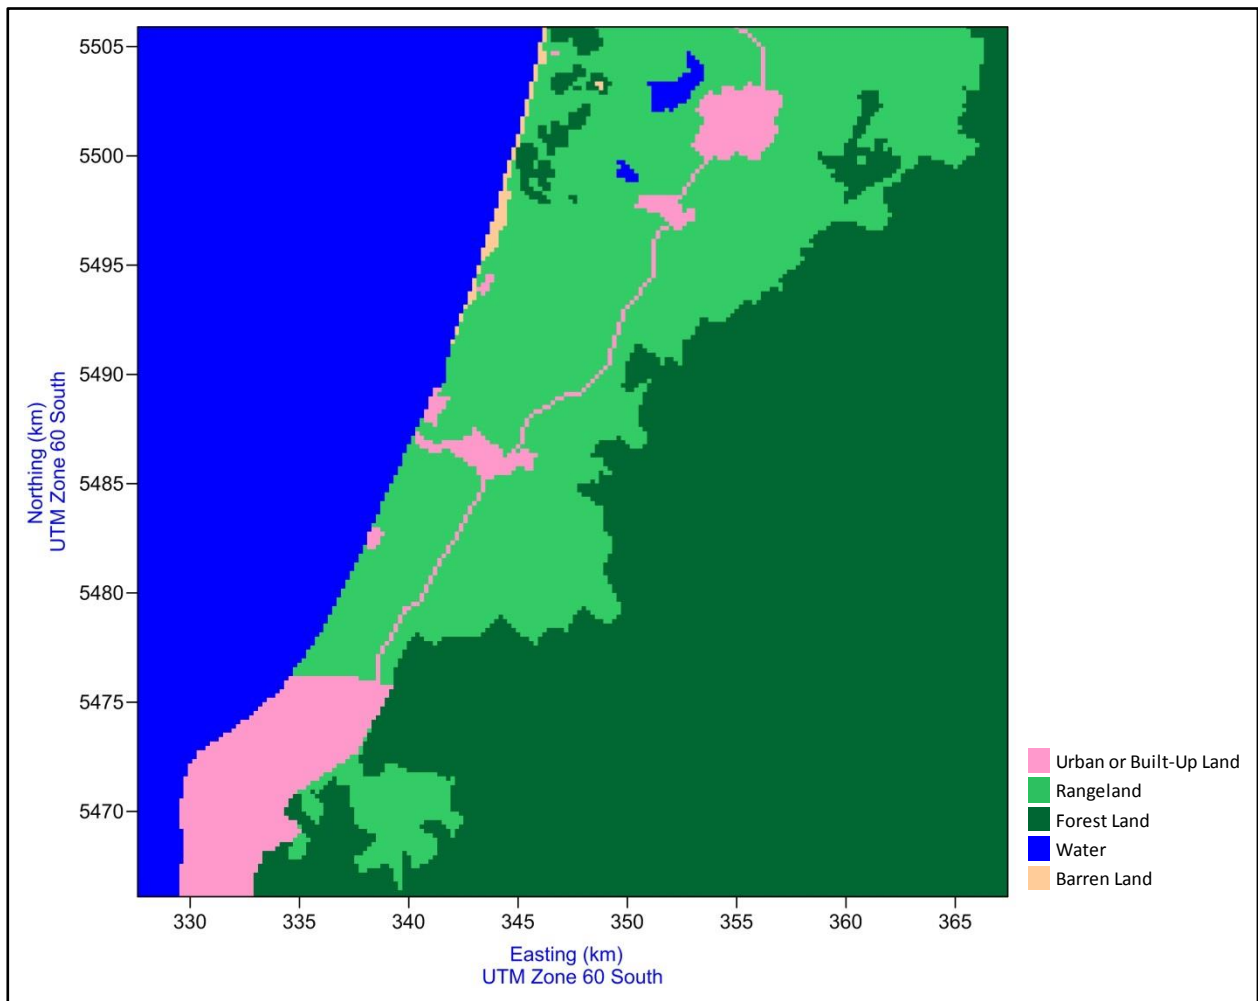 5505
5500
5495
5490
5485
5480
5475
5470
Northing (km)
UTM Zone 60 South
330 335 340 345 350 355 360 365
Easting (km)
UTM Zone 60 South
Urban or Built-Up Land
Rangeland
Forest Land
Water
Barren Land